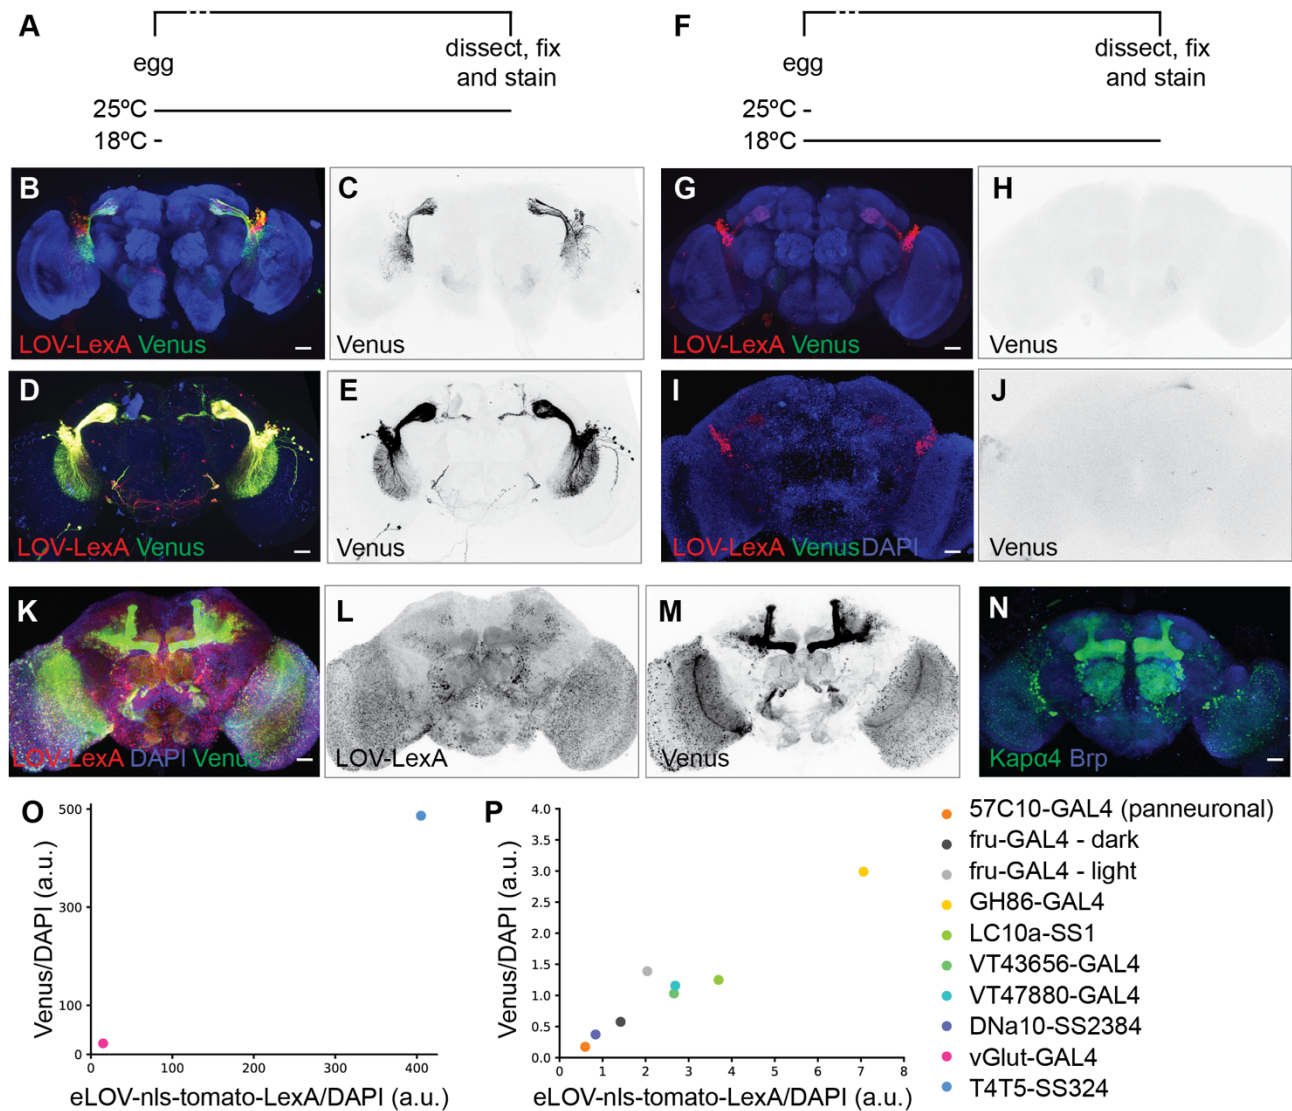 A
egg
dissect, fix
and stain
25ºC
18ºC
F
egg
dissect, fix
and stain
25ºC
18ºC
B
LOV-LexA Venus
C
Venus
G
LOV-LexA Venus
H
Venus
D
LOV-LexA Venus
E
Venus
I
LOV-LexA Venus DAPI
J
Venus
K
LOV-LexA DAPI Venus
L
LOV-LexA
M
Venus
N
Kapα4 Brp
O
Venus/DAPI (a.u.)
500
300
100
0
0
100
200
300
400
eLOV-nls-tomato-LexA/DAPI (a.u.)
P
Venus/DAPI (a.u.)
4.0
3.5
3.0
2.5
2.0
1.5
1.0
0.5
0.0
0
1
2
3
4
5
6
7
8
eLOV-nls-tomato-LexA/DAPI (a.u.)
57C10-GAL4 (panneuronal)
fru-GAL4 - dark
fru-GAL4 - light
GH86-GAL4
LC10a-SS1
VT43656-GAL4
VT47880-GAL4
DNa10-SS2384
vGlut-GAL4
T4T5-SS324